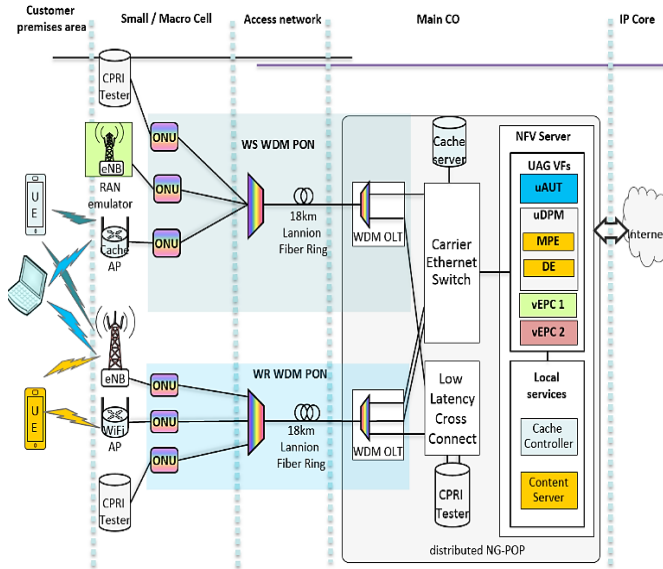 Customer
premises area
Small / Macro Cell
Access network
Main CO
IP Core
CPRI
Tester
ONU
WS WDM PON
eNB
RAN
emulator
ONU
Cache
AP
ONU
18km
Lannion
Fiber Ring
WDM OLT
Cache
server
Carrier
Ethernet
Switch
NFV Server
UAG VFs
uAUT
uDPM
MPE
DE
vEPC 1
vEPC 2
Internet
U
E
eNB
ONU
WR WDM PON
WiFi
AP
ONU
18km
Lannion
Fiber Ring
WDM OLT
Low
Latency
Cross
Connect
Local
services
Cache
Controller
Content
Server
U
E
CPRI
Tester
ONU
CPRI
Tester
distributed NG-POP